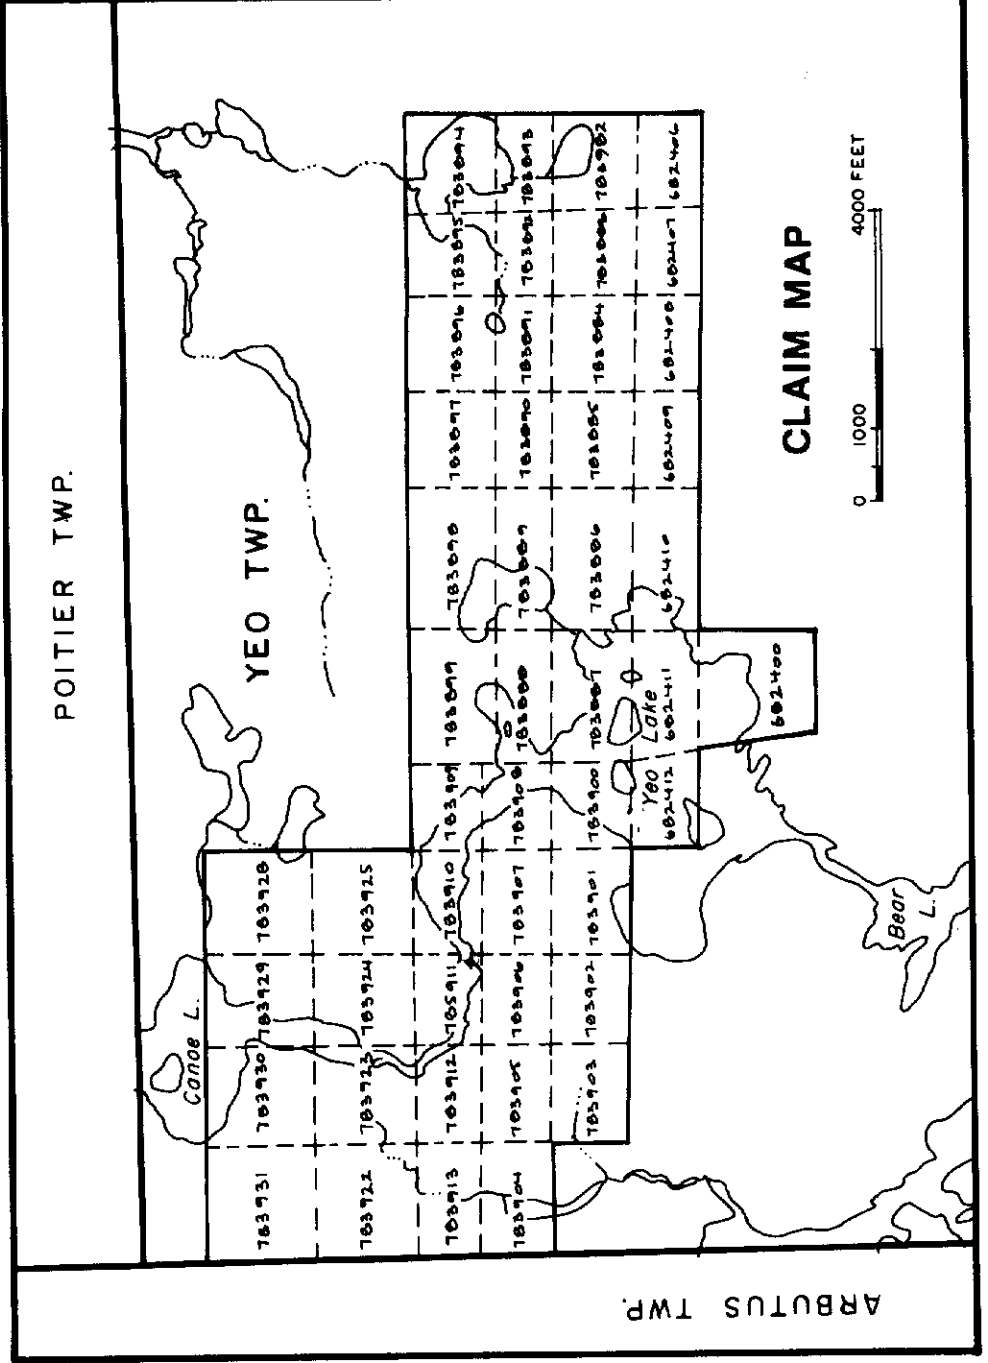 POITIER TWP.
Canoe L.
YEO TWP.
783931 783930 783929 783928
783922 783923 783924 783925
783913 783912 783911 783910 783909 783899 783898 783897 783896 783895 783894
783904 783905 783906 783907 783908 783888 783889 783890 783891 783892 783893
783903 783902 783901 783900 783887 783886 783885 783884 783883 783982
Yeo Lake
682412 682411 682410 682409 682408 682407 682406
682400
CLAIM MAP
0 1000 4000 FEET
Bear
L.
ARBUTUS TWP.